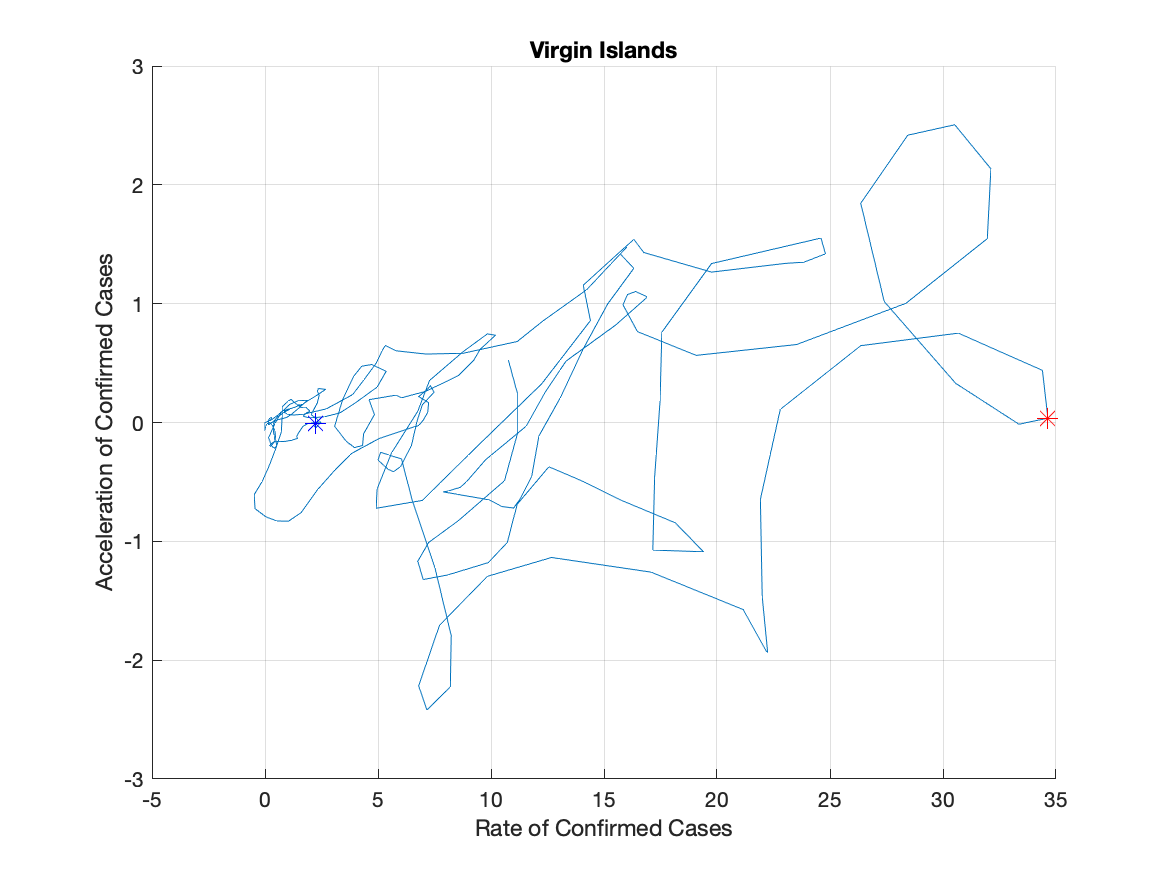 Virgin Islands
3
2
1
0
-1
-2
-3
Acceleration of Confirmed Cases
-5 0 5 10 15 20 25 30 35
Rate of Confirmed Cases